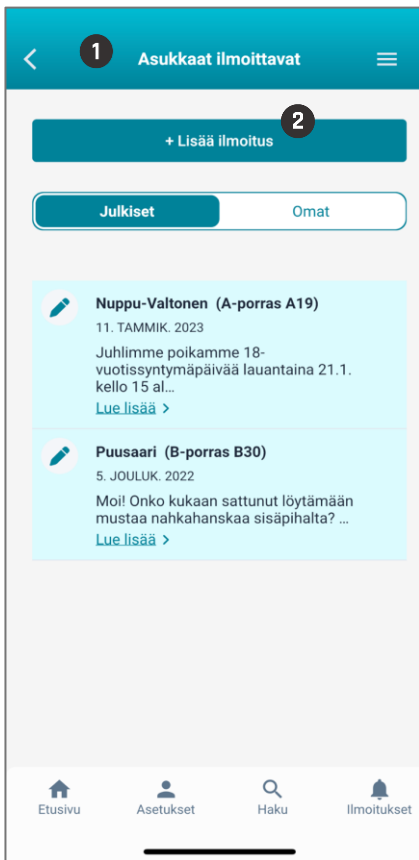 1 Asukkaat ilmoittavat
2
+ Lisää ilmoitus
Julkiset Omat
Nuppu-Valtonen (A-porras A19)
11. TAMMIK. 2023
Juhlimme poikamme 18-
vuotissyntymäpäivää lauantaina 21.1.
kello 15 al...
Lue lisää >
Puusaari (B-porras B30)
5. JOULUK. 2022
Moi! Onko kukaan sattunut löytämään
mustaa nahkahanskaa sisäpihalta? ...
Lue lisää >
Etusivu Asetukset Haku Ilmoitukset